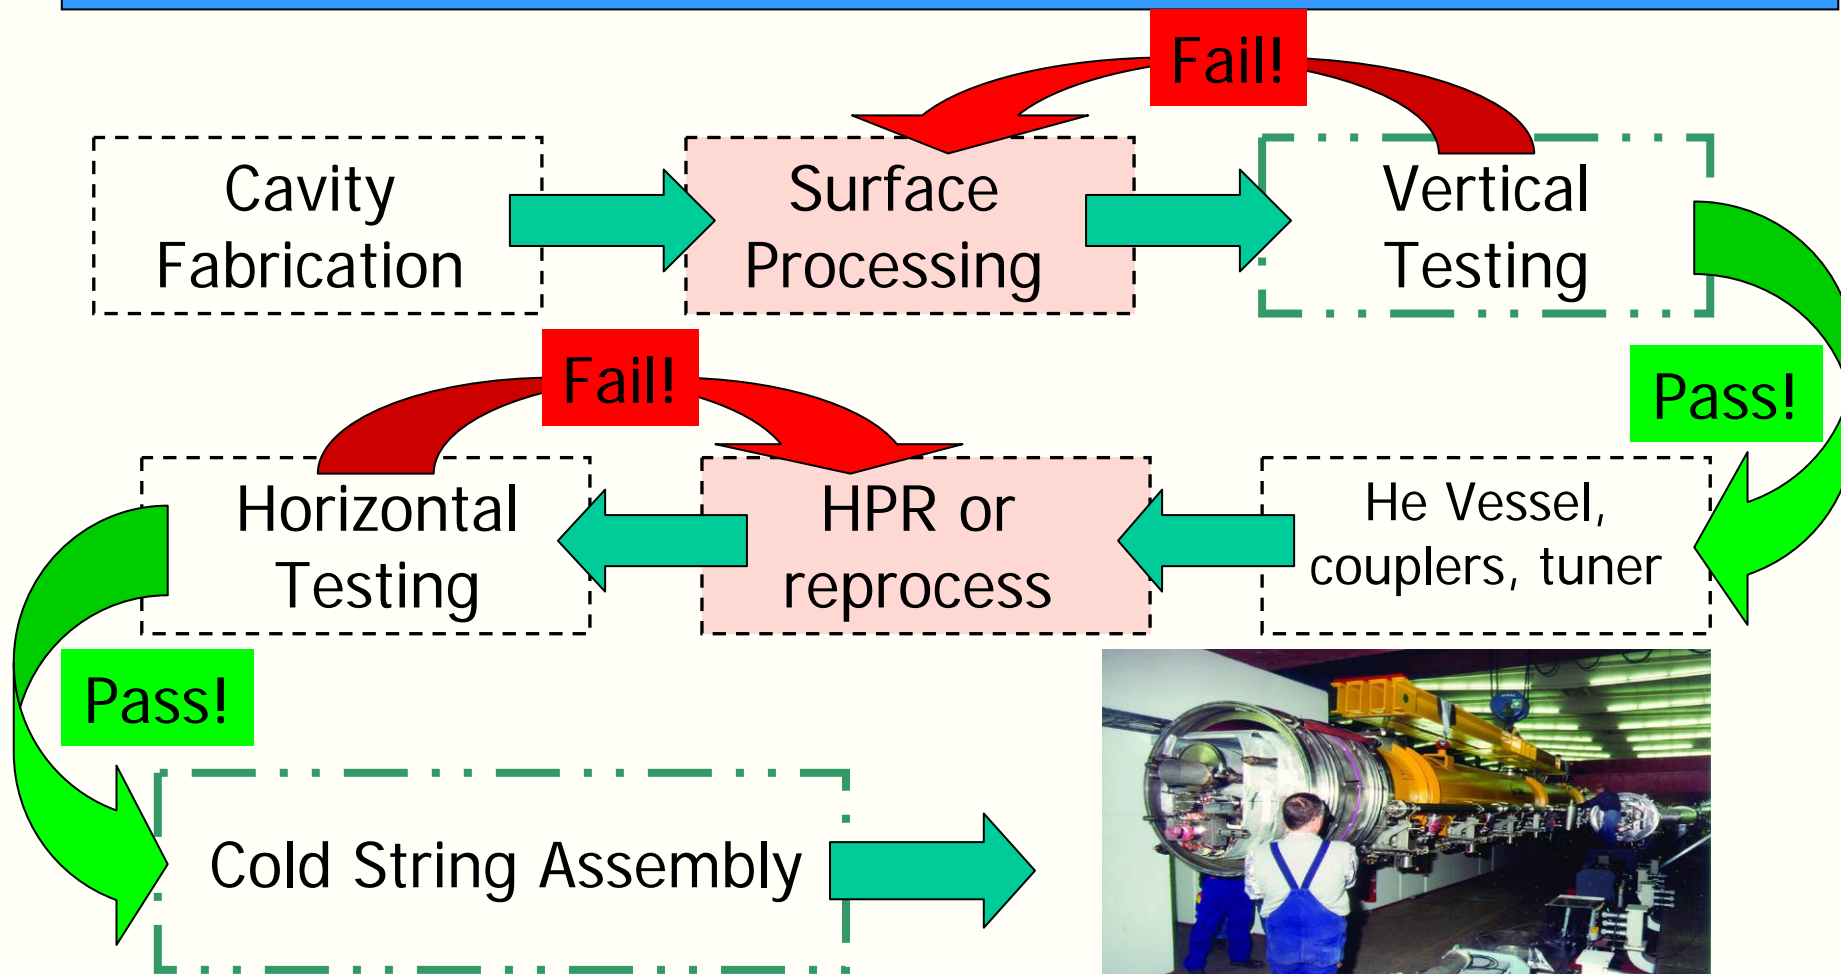 Fail!
Cavity
Fabrication
Surface
Processing
Vertical
Testing
Fail!
Pass!
Horizontal
Testing
HPR or
reprocess
He Vessel,
couplers, tuner
Pass!
Cold String Assembly